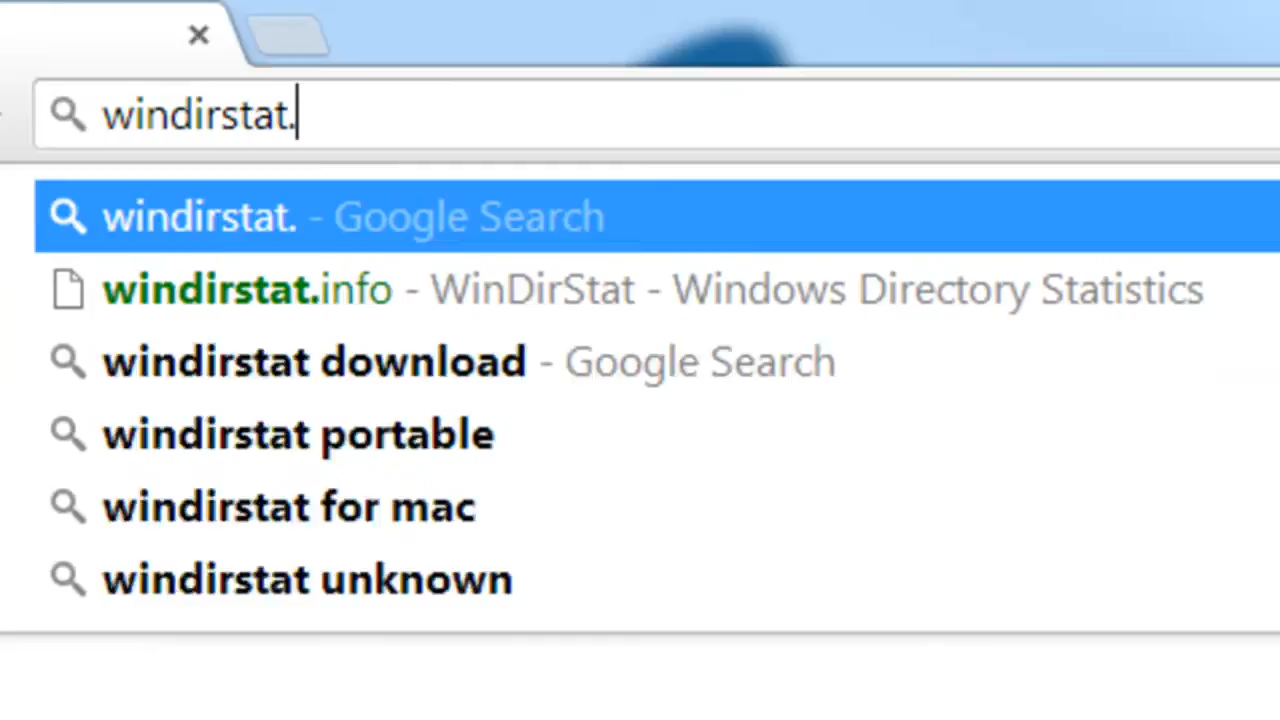 windirstat.
windirstat. - Google Search
windirstat.info - WinDirStat - Windows Directory Statistics
windirstat download - Google Search
windirstat portable
windirstat for mac
windirstat unknown